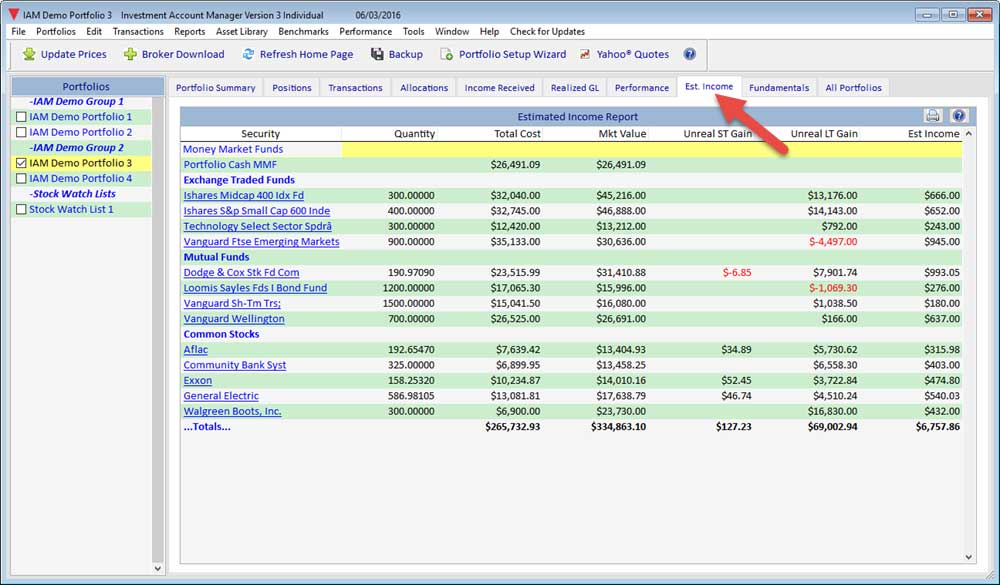 IAM Demo Portfolio 3 Investment Account Manager Version 3 Individual 06/03/2016
File Portfolios Edit Transactions Reports Asset Library Benchmarks Performance Tools Window Help Check for Updates
Update Prices Broker Download Refresh Home Page Backup Portfolio Setup Wizard Yahoo® Quotes ?
Portfolios
-IAM Demo Group 1
IAM Demo Portfolio 1
IAM Demo Portfolio 2
-IAM Demo Group 2
IAM Demo Portfolio 3
IAM Demo Portfolio 4
-Stock Watch Lists
Stock Watch List 1
Portfolio Summary Positions Transactions Allocations Income Received Realized GL Performance Est. Income Fundamentals All Portfolios
Estimated Income Report ?
Security Quantity Total Cost Mkt Value Unreal ST Gain Unreal LT Gain Est Income
Money Market Funds
Portfolio Cash MMF $26,491.09 $26,491.09
Exchange Traded Funds
Ishares Midcap 400 Idx Fd 300.00000 $32,040.00 $45,216.00 $13,176.00 $666.00
Ishares S&p Small Cap 600 Inde 400.00000 $32,745.00 $46,888.00 $14,143.00 $652.00
Technology Select Sector Spdrâ 300.00000 $12,420.00 $13,212.00 $792.00 $243.00
Vanguard Ftse Emerging Markets 900.00000 $35,133.00 $30,636.00 $-4,497.00 $945.00
Mutual Funds
Dodge & Cox Stk Fd Com 190.97090 $23,515.99 $31,410.88 $-6.85 $7,901.74 $993.05
Loomis Sayles Fds I Bond Fund 1200.00000 $17,065.30 $15,996.00 $-1,069.30 $276.00
Vanguard Sh-Tm Trs; 1500.00000 $15,041.50 $16,080.00 $1,038.50 $180.00
Vanguard Wellington 700.00000 $26,525.00 $26,691.00 $166.00 $637.00
Common Stocks
Aflac 192.65470 $7,639.42 $13,404.93 $34.89 $5,730.62 $315.98
Community Bank Syst 325.00000 $6,899.95 $13,458.25 $6,558.30 $403.00
Exxon 158.25320 $10,234.87 $14,010.16 $52.45 $3,722.84 $474.80
General Electric 586.98105 $13,081.81 $17,638.79 $46.74 $4,510.24 $540.03
Walgreen Boots, Inc. 300.00000 $6,900.00 $23,730.00 $16,830.00 $432.00
...Totals... $265,732.93 $334,863.10 $127.23 $69,002.94 $6,757.86